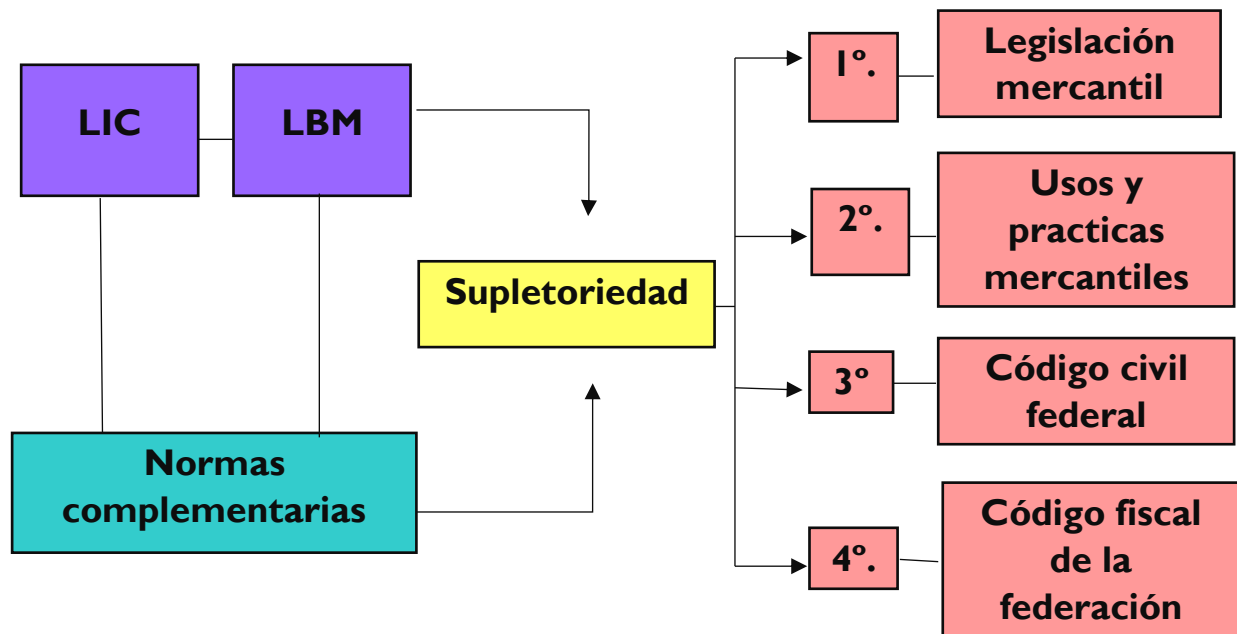 LIC
LBM
Normas
complementarias
Supletoriedad
1º.
Legislación
mercantil
2º.
Usos y
practicas
mercantiles
3º
Código civil
federal
4º.
Código fiscal
de la
federación